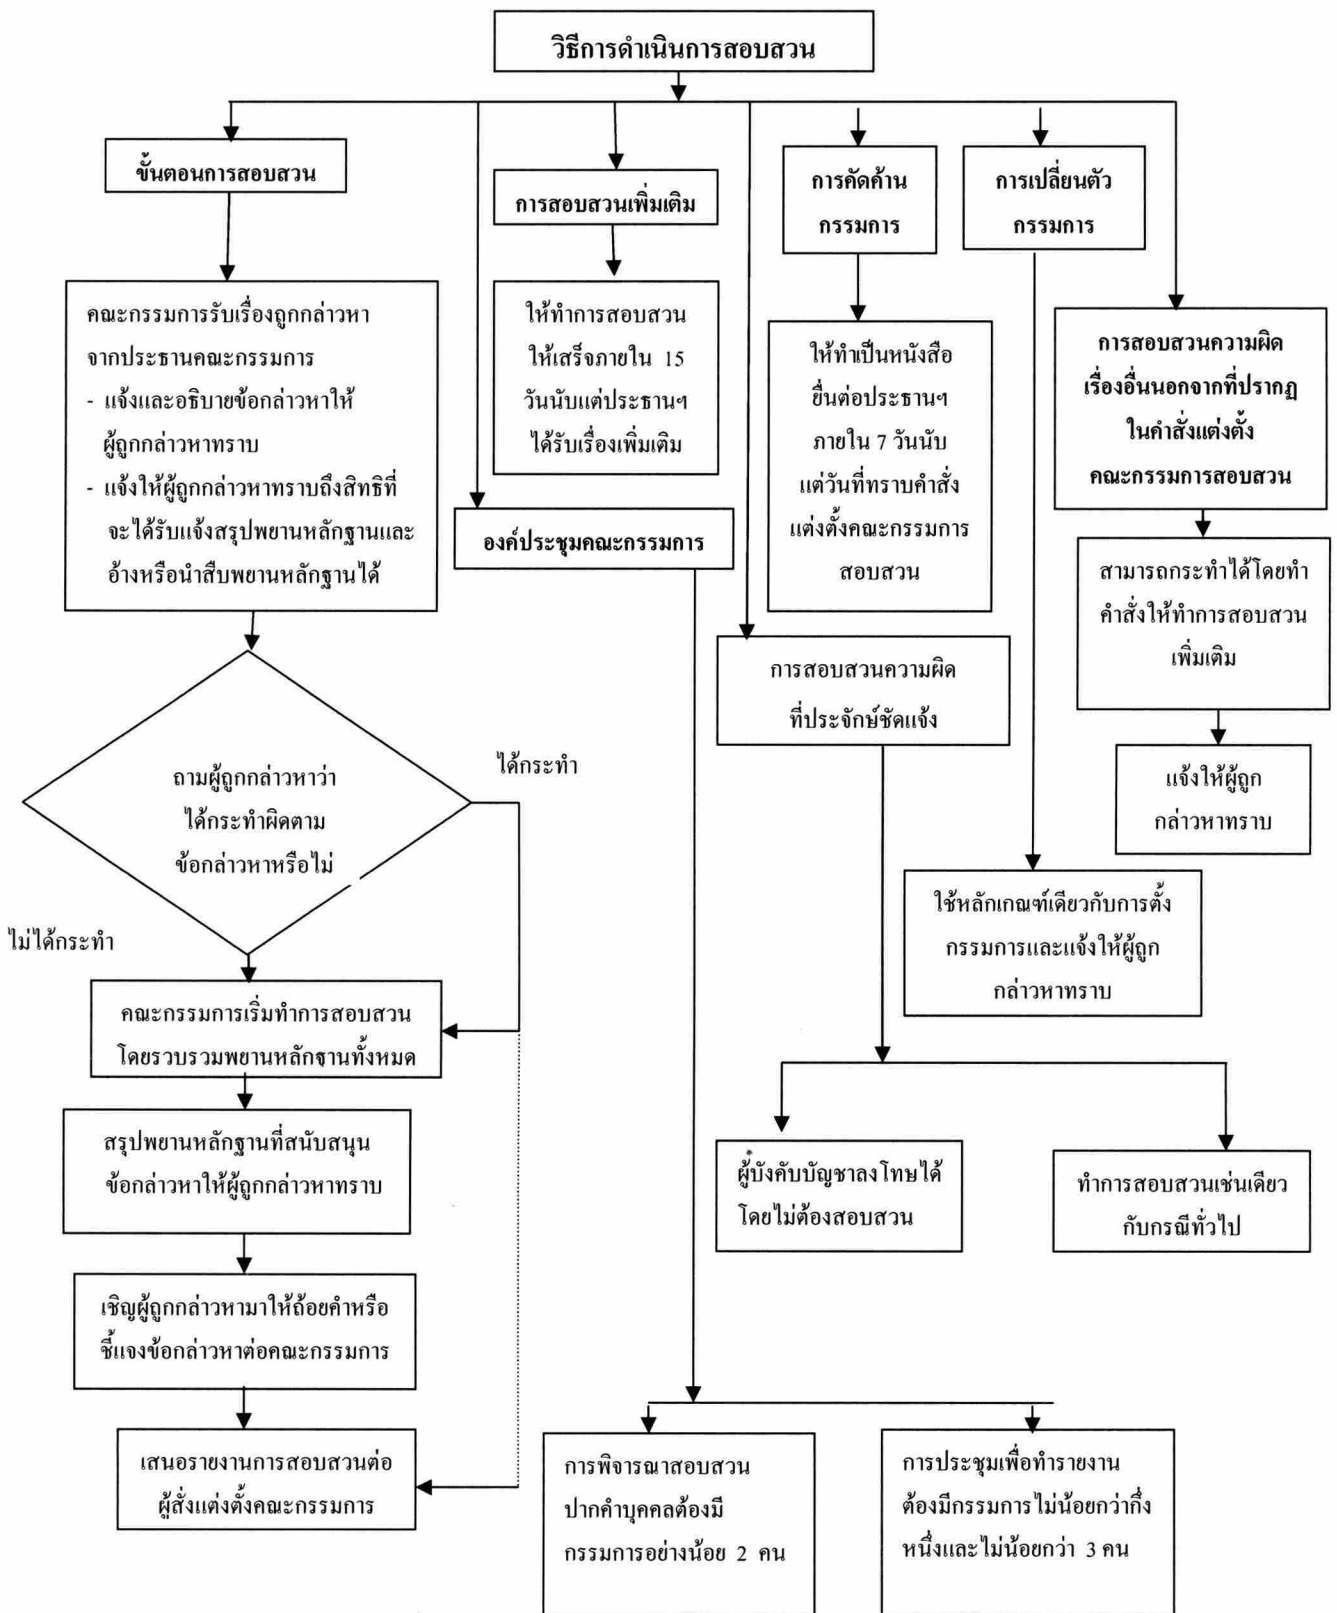 วิธีการดำเนินการสอบสวน
ขั้นตอนการสอบสวน
คณะกรรมการรับเรื่องถูกกล่าวหา
จากประธานคณะกรรมการ
- แจ้งและอธิบายข้อกล่าวหาให้
ผู้ถูกกล่าวหาทราบ
- แจ้งให้ผู้ถูกกล่าวหาทราบถึงสิทธิที่
จะได้รับแจ้งสรุปพยานหลักฐานและ
อ้างหรือนำสืบพยานหลักฐานได้
ถามผู้ถูกกล่าวหาว่า
ได้กระทำผิดตาม
ข้อกล่าวหาหรือไม่
ได้กระทำ
ไม่ได้กระทำ
คณะกรรมการเริ่มทำการสอบสวน
โดยรวบรวมพยานหลักฐานทั้งหมด
สรุปพยานหลักฐานที่สนับสนุน
ข้อกล่าวหาให้ผู้ถูกกล่าวหาทราบ
เชิญผู้ถูกกล่าวหามาให้ถ้อยคำหรือ
ชี้แจงข้อกล่าวหาต่อคณะกรรมการ
เสนอรายงานการสอบสวนต่อ
ผู้สั่งแต่งตั้งคณะกรรมการ
องค์ประชุมคณะกรรมการ
การพิจารณาสอบสวน
ปากคำบุคคลต้องมี
กรรมการอย่างน้อย 2 คน
การประชุมเพื่อทำรายงาน
ต้องมีกรรมการไม่น้อยกว่ากึ่ง
หนึ่งและไม่น้อยกว่า 3 คน
การสอบสวนเพิ่มเติม
ให้ทำการสอบสวน
ให้เสร็จภายใน 15
วันนับแต่ประธานฯ
ได้รับเรื่องเพิ่มเติม
การสอบสวนความผิด
ที่ประจักษ์ชัดแจ้ง
ผู้บังคับบัญชาลงโทษได้
โดยไม่ต้องสอบสวน
ทำการสอบสวนเช่นเดียว
กับกรณีทั่วไป
การคัดค้าน
กรรมการ
ให้ทำเป็นหนังสือ
ยื่นต่อประธานฯ
ภายใน 7 วันนับ
แต่วันที่ทราบคำสั่ง
แต่งตั้งคณะกรรมการ
สอบสวน
การเปลี่ยนตัว
กรรมการ
ใช้หลักเกณฑ์เดียวกับการตั้ง
กรรมการและแจ้งให้ผู้ถูก
กล่าวหาทราบ
การสอบสวนความผิด
เรื่องอื่นนอกจากที่ปรากฏ
ในคำสั่งแต่งตั้ง
คณะกรรมการสอบสวน
สามารถกระทำได้โดยทำ
คำสั่งให้ทำการสอบสวน
เพิ่มเติม
แจ้งให้ผู้ถูก
กล่าวหาทราบ